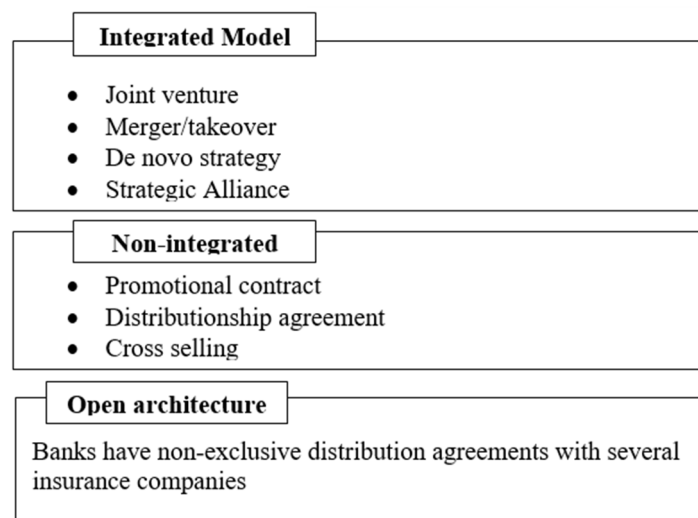 Integrated Model
• Joint venture
• Merger/takeover
• De novo strategy
• Strategic Alliance
Non-integrated
• Promotional contract
• Distributionship agreement
• Cross selling
Open architecture
Banks have non-exclusive distribution agreements with several
insurance companies